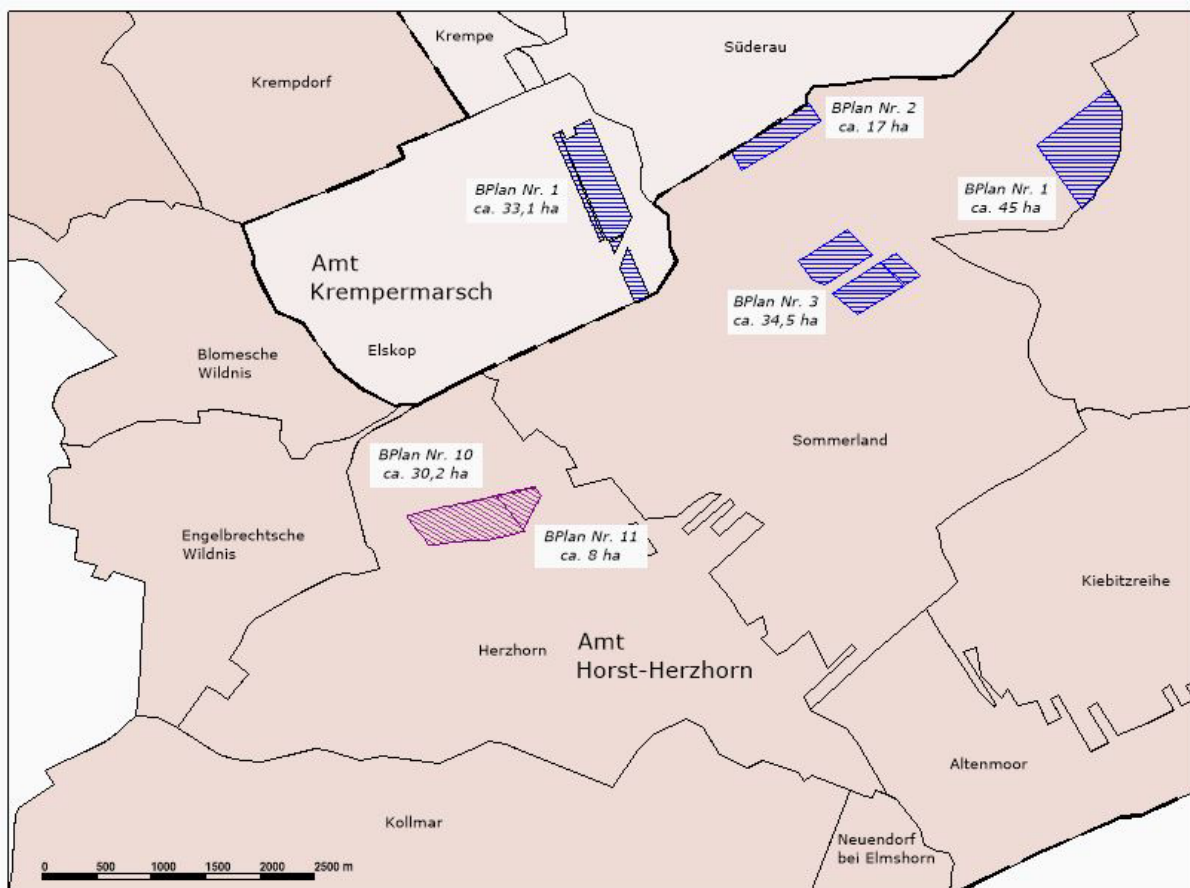 Krempe
Süderau
Krempdorf
BPlan Nr. 2
ca. 17 ha
BPlan Nr. 1
ca. 33,1 ha
BPlan Nr. 1
ca. 45 ha
Amt
Krempermarsch
BPlan Nr. 3
ca. 34,5 ha
Elskop
Blomesche
Wildnis
Sommerland
BPlan Nr. 10
ca. 30,2 ha
Engelbrechtsche
Wildnis
BPlan Nr. 11
ca. 8 ha
Kiebitzreihe
Herzhorn
Amt
Horst-Herzhorn
Altenmoor
Kollmar
Neuendorf
bei Elmshorn
0 500 1000 1500 2000 2500 m